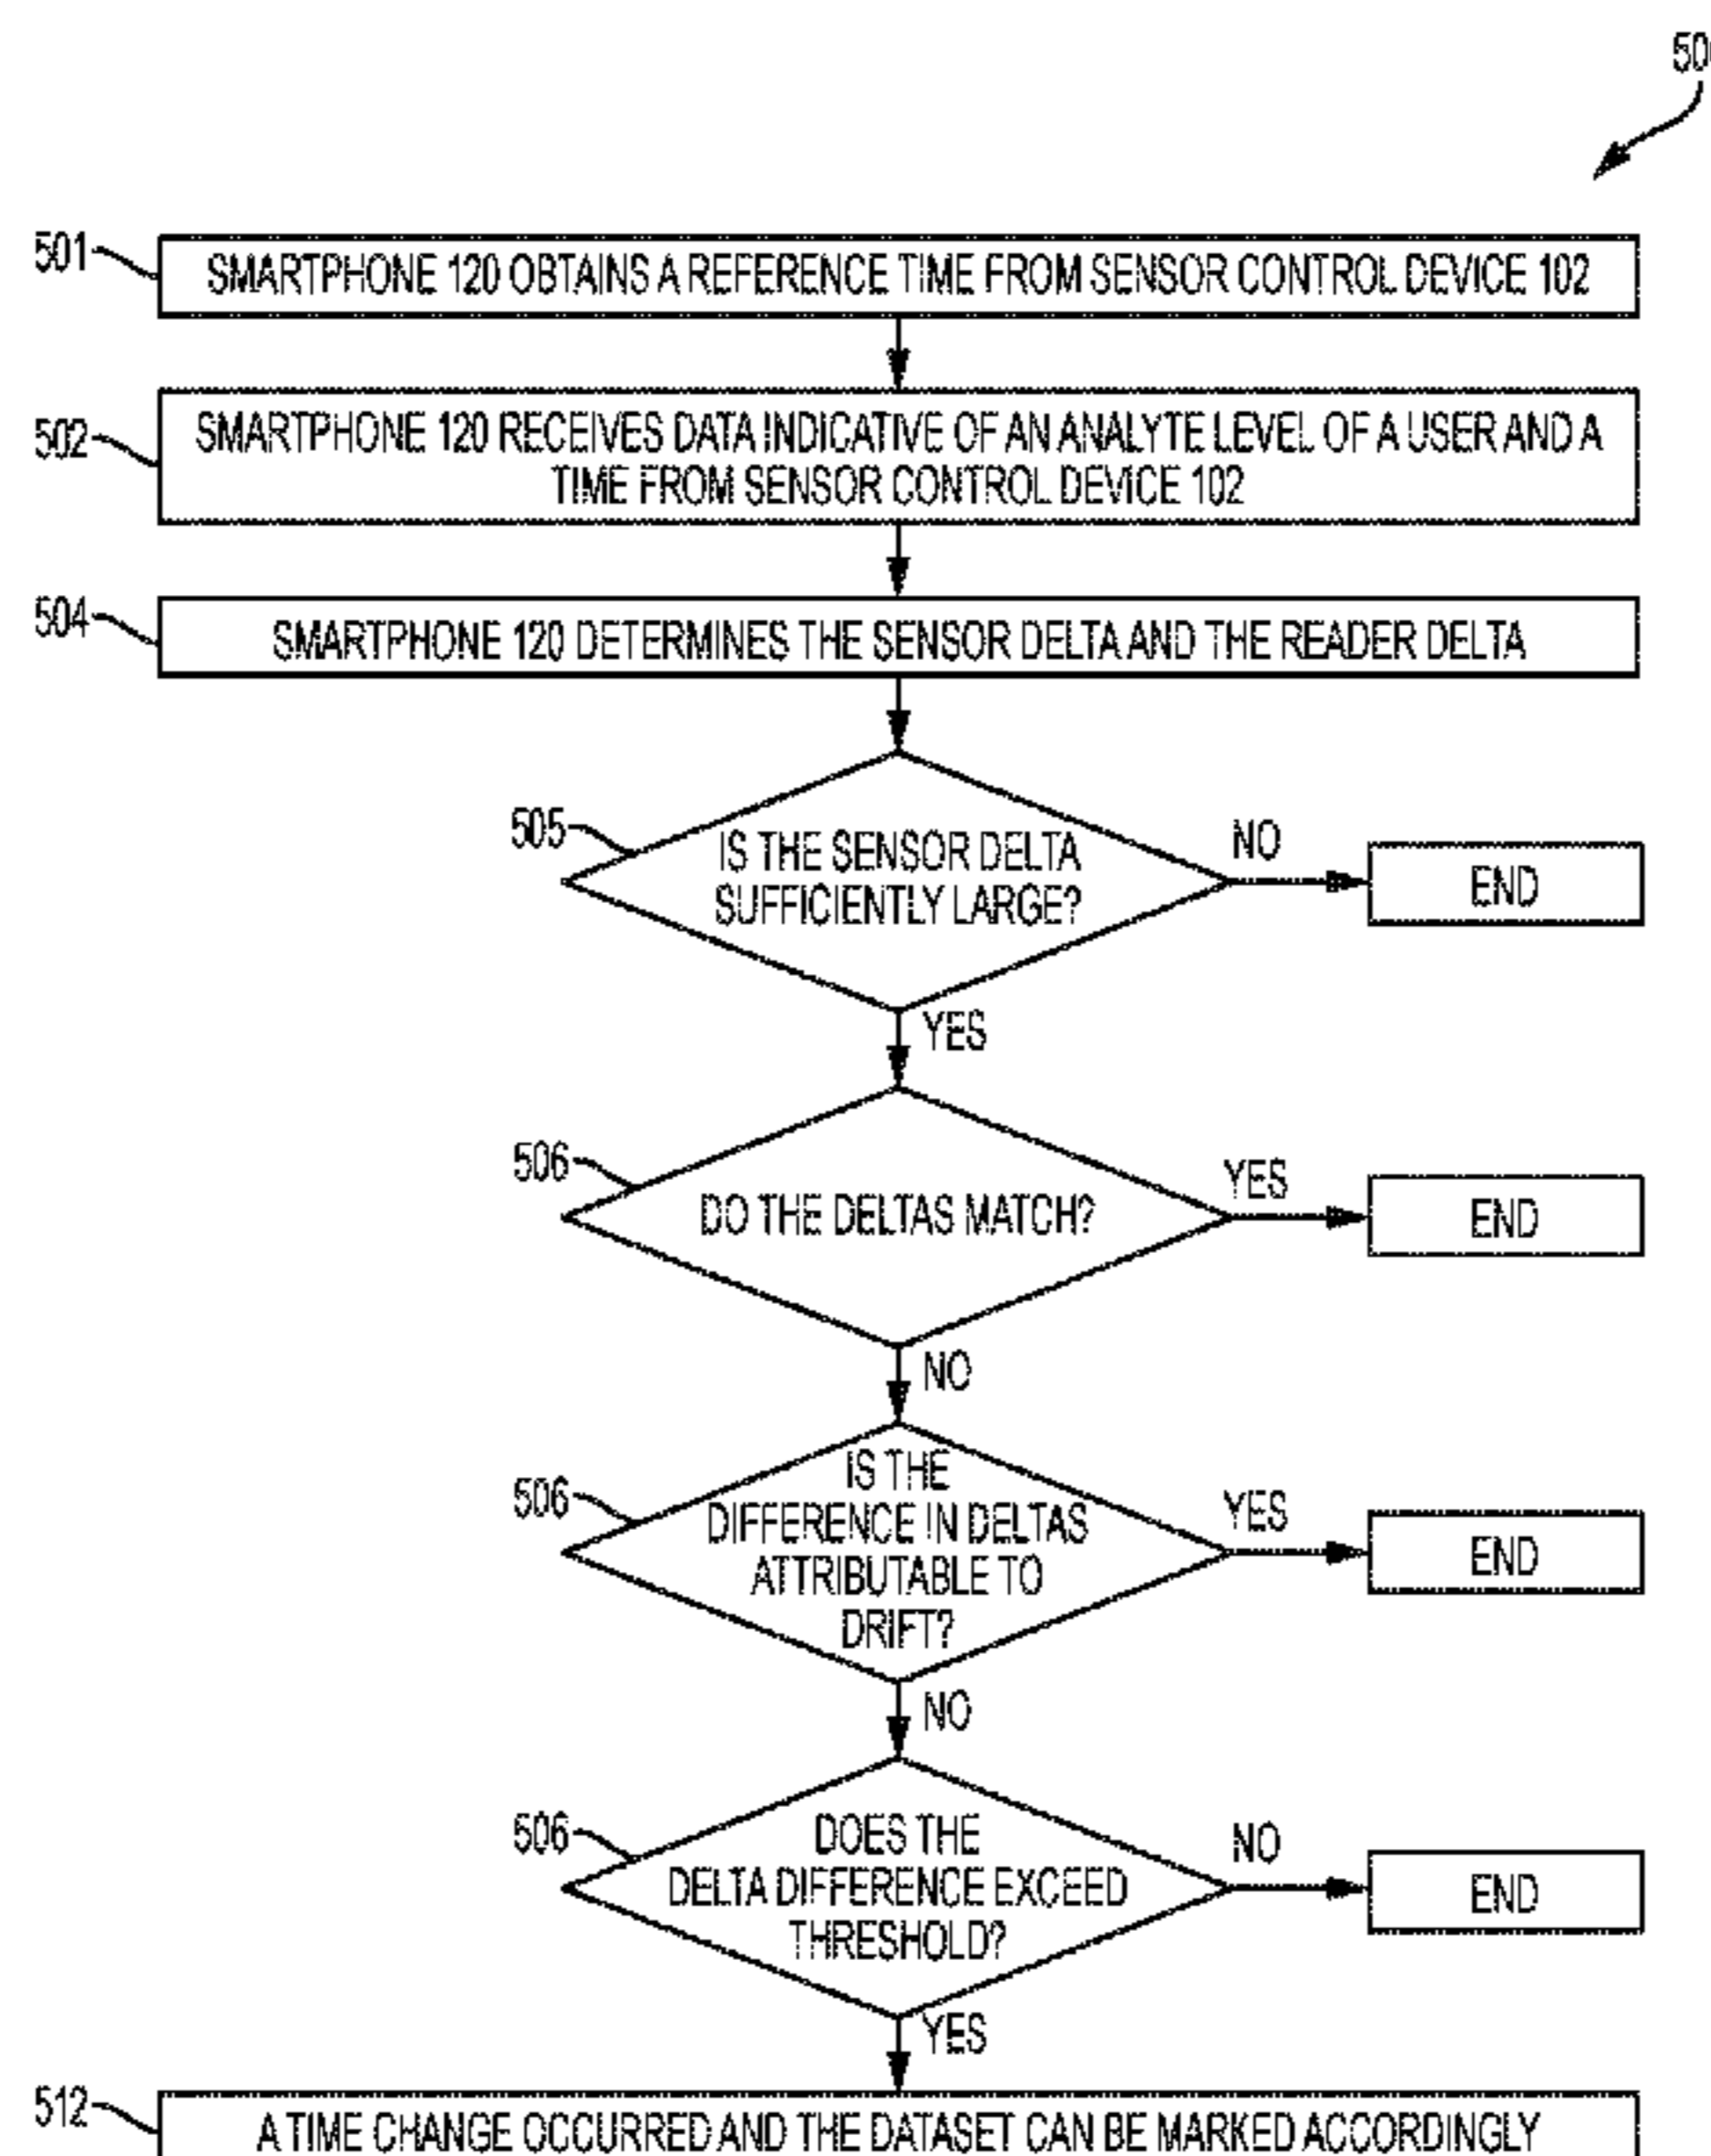 501
SMARTPHONE 120 OBTAINS A REFERENCE TIME FROM SENSOR CONTROL DEVICE 102
502
SMARTPHONE 120 RECEIVES DATA INDICATIVE OF AN ANALYTE LEVEL OF A USER AND A
TIME FROM SENSOR CONTROL DEVICE 102
504
SMARTPHONE 120 DETERMINES THE SENSOR DELTA AND THE READER DELTA
505
IS THE SENSOR DELTA
SUFFICIENTLY LARGE?
NO
END
YES
506
DO THE DELTAS MATCH?
YES
END
NO
506
IS THE
DIFFERENCE IN DELTAS
ATTRIBUTABLE TO
DRIFT?
YES
END
NO
506
DOES THE
DELTA DIFFERENCE EXCEED
THRESHOLD?
NO
END
YES
512
A TIME CHANGE OCCURRED AND THE DATASET CAN BE MARKED ACCORDINGLY